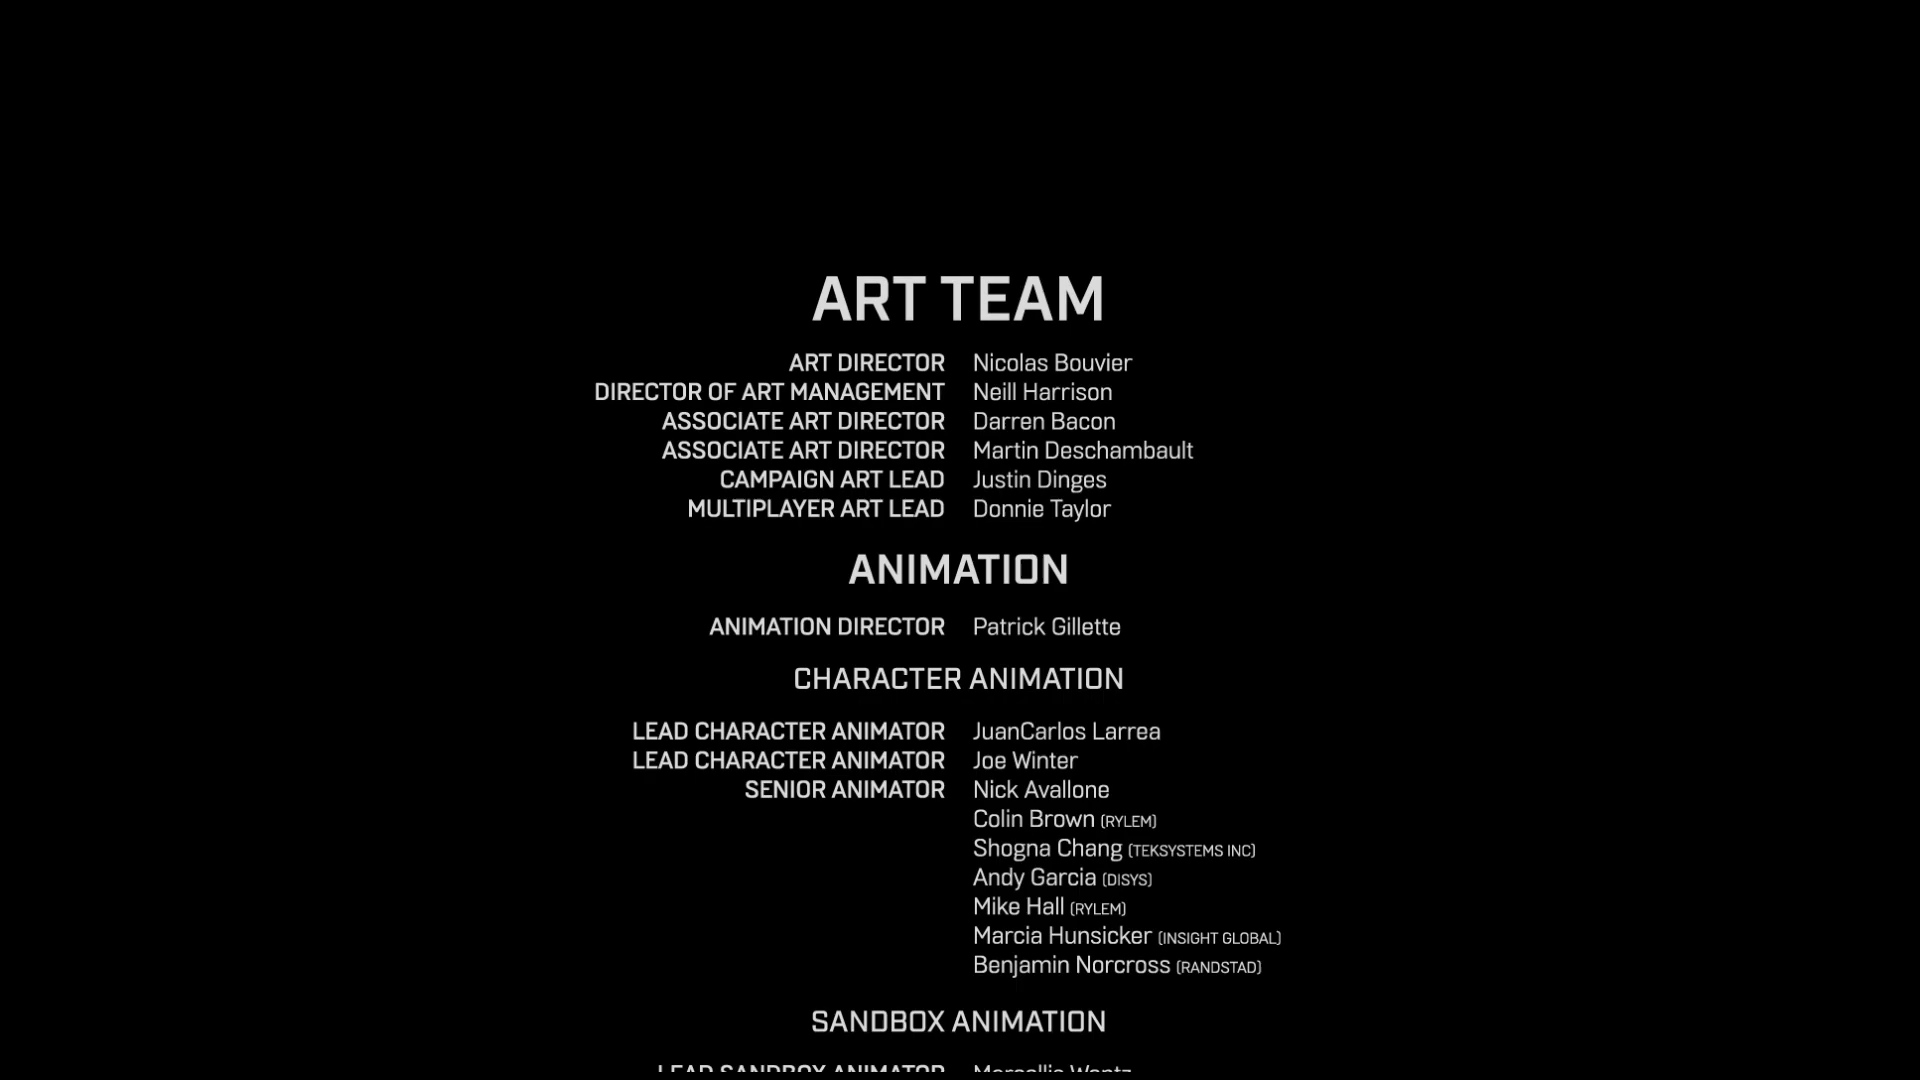 ART TEAM
ART DIRECTOR Nicolas Bouvier
DIRECTOR OF ART MANAGEMENT Neill Harrison
ASSOCIATE ART DIRECTOR Darren Bacon
ASSOCIATE ART DIRECTOR Martin Deschambault
CAMPAIGN ART LEAD Justin Dinges
MULTIPLAYER ART LEAD Donnie Taylor
ANIMATION
ANIMATION DIRECTOR Patrick Gillette
CHARACTER ANIMATION
LEAD CHARACTER ANIMATOR JuanCarlos Larrea
LEAD CHARACTER ANIMATOR Joe Winter
SENIOR ANIMATOR Nick Avallone
Colin Brown (RYLEM)
Shogna Chang (TEKSYSTEMS INC)
Andy Garcia (DISYS)
Mike Hall (RYLEM)
Marcia Hunsicker (INSIGHT GLOBAL)
Benjamin Norcross (RANDSTAD)
SANDBOX ANIMATION
LEAD SANDBOX ANIMATOR